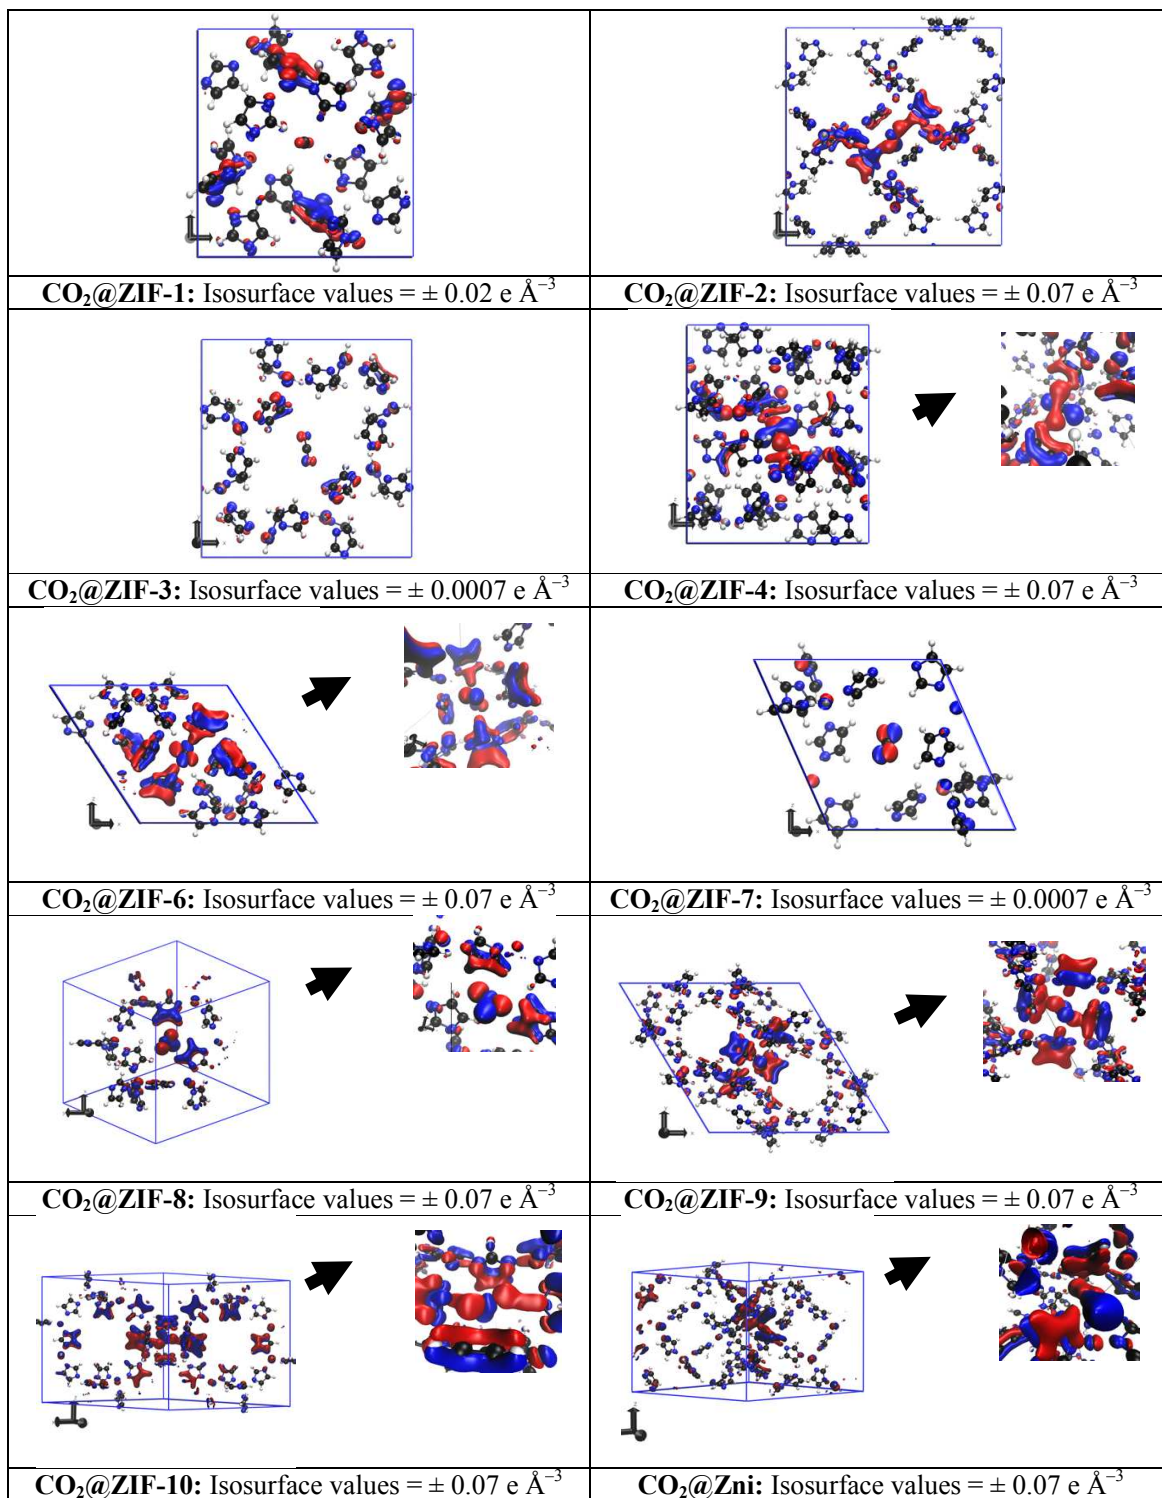 CO₂@ZIF-1: Isosurface values = ± 0.02 e Å⁻³
CO₂@ZIF-2: Isosurface values = ± 0.07 e Å⁻³
CO₂@ZIF-3: Isosurface values = ± 0.0007 e Å⁻³
CO₂@ZIF-4: Isosurface values = ± 0.07 e Å⁻³
CO₂@ZIF-6: Isosurface values = ± 0.07 e Å⁻³
CO₂@ZIF-7: Isosurface values = ± 0.0007 e Å⁻³
CO₂@ZIF-8: Isosurface values = ± 0.07 e Å⁻³
CO₂@ZIF-9: Isosurface values = ± 0.07 e Å⁻³
CO₂@ZIF-10: Isosurface values = ± 0.07 e Å⁻³
CO₂@Zni: Isosurface values = ± 0.07 e Å⁻³